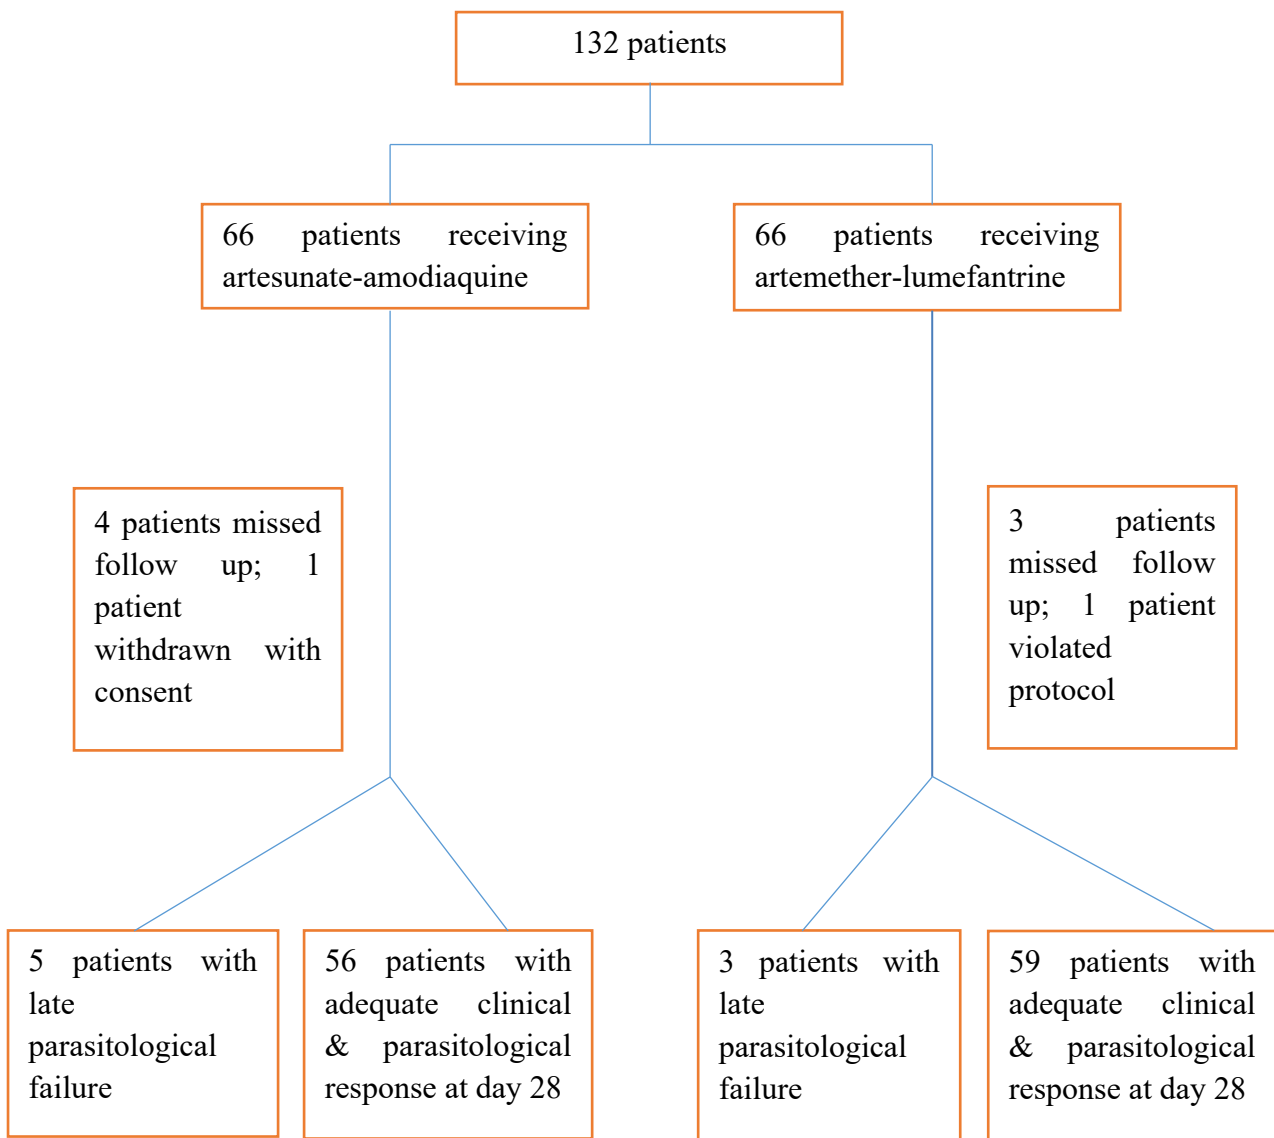 132 patients
66 patients receiving
artesunate-amodiaquine
66 patients receiving
artemether-lumefantrine
4 patients missed
follow up; 1
patient
withdrawn with
consent
3 patients
missed follow
up; 1 patient
violated
protocol
5 patients with
late
parasitological
failure
56 patients with
adequate clinical
& parasitological
response at day 28
3 patients with
late
parasitological
failure
59 patients with
adequate clinical
& parasitological
response at day 28